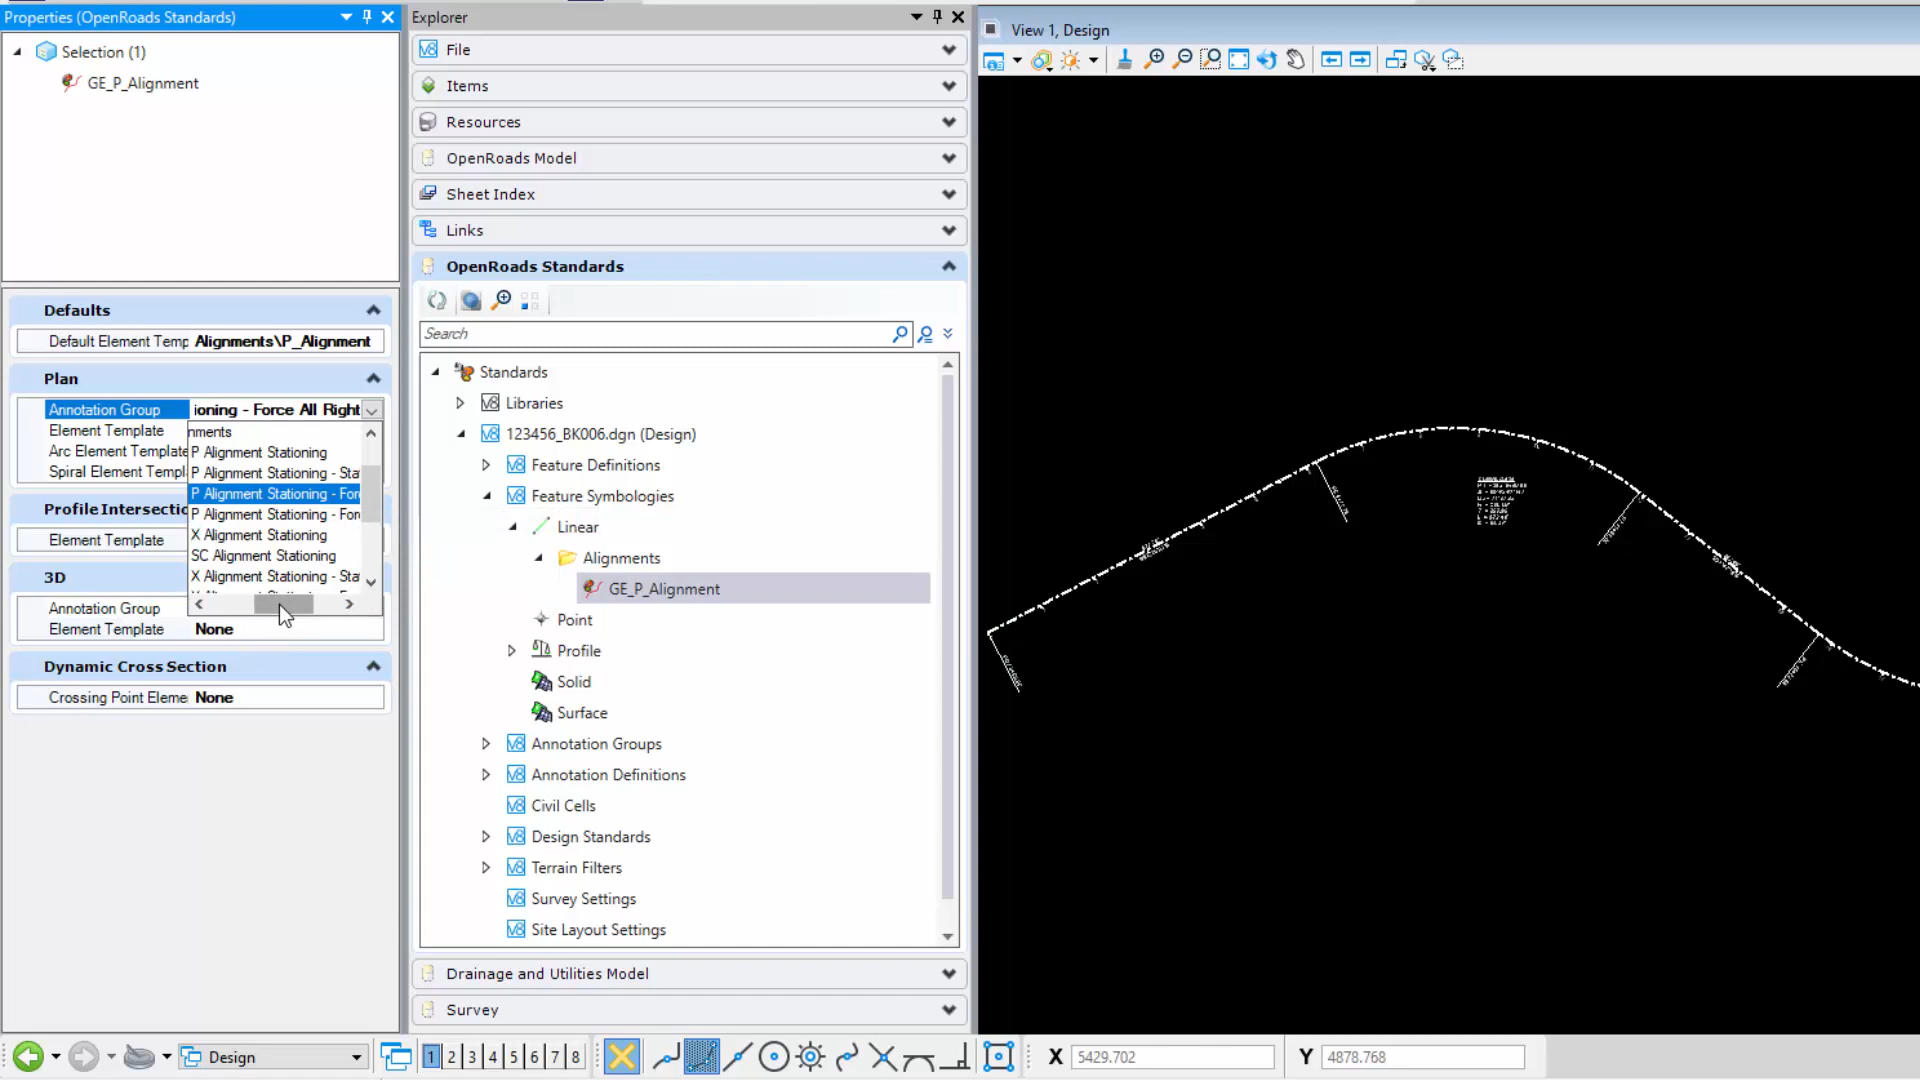 Properties (OpenRoads Standards)
Selection (1)
GE_P_Alignment
Defaults
Default Element Temp Alignments\P_Alignment
Plan
Annotation Group ioning - Force All Right
Element Template
Arc Element Template
Spiral Element Templ
nments
P Alignment Stationing
P Alignment Stationing - Sta
P Alignment Stationing - For
P Alignment Stationing - For
X Alignment Stationing
SC Alignment Stationing
X Alignment Stationing - Sta
Profile Intersectio
Element Template
3D
Annotation Group
Element Template None
Dynamic Cross Section
Crossing Point Eleme None
Explorer
File
Items
Resources
OpenRoads Model
Sheet Index
Links
OpenRoads Standards
Search
Standards
Libraries
123456_BK006.dgn (Design)
Feature Definitions
Feature Symbologies
Linear
Alignments
GE_P_Alignment
Point
Profile
Solid
Surface
Annotation Groups
Annotation Definitions
Civil Cells
Design Standards
Terrain Filters
Survey Settings
Site Layout Settings
Drainage and Utilities Model
Survey
View 1, Design
Design
1 2 3 4 5 6 7 8
X 5429.702
Y 4878.768